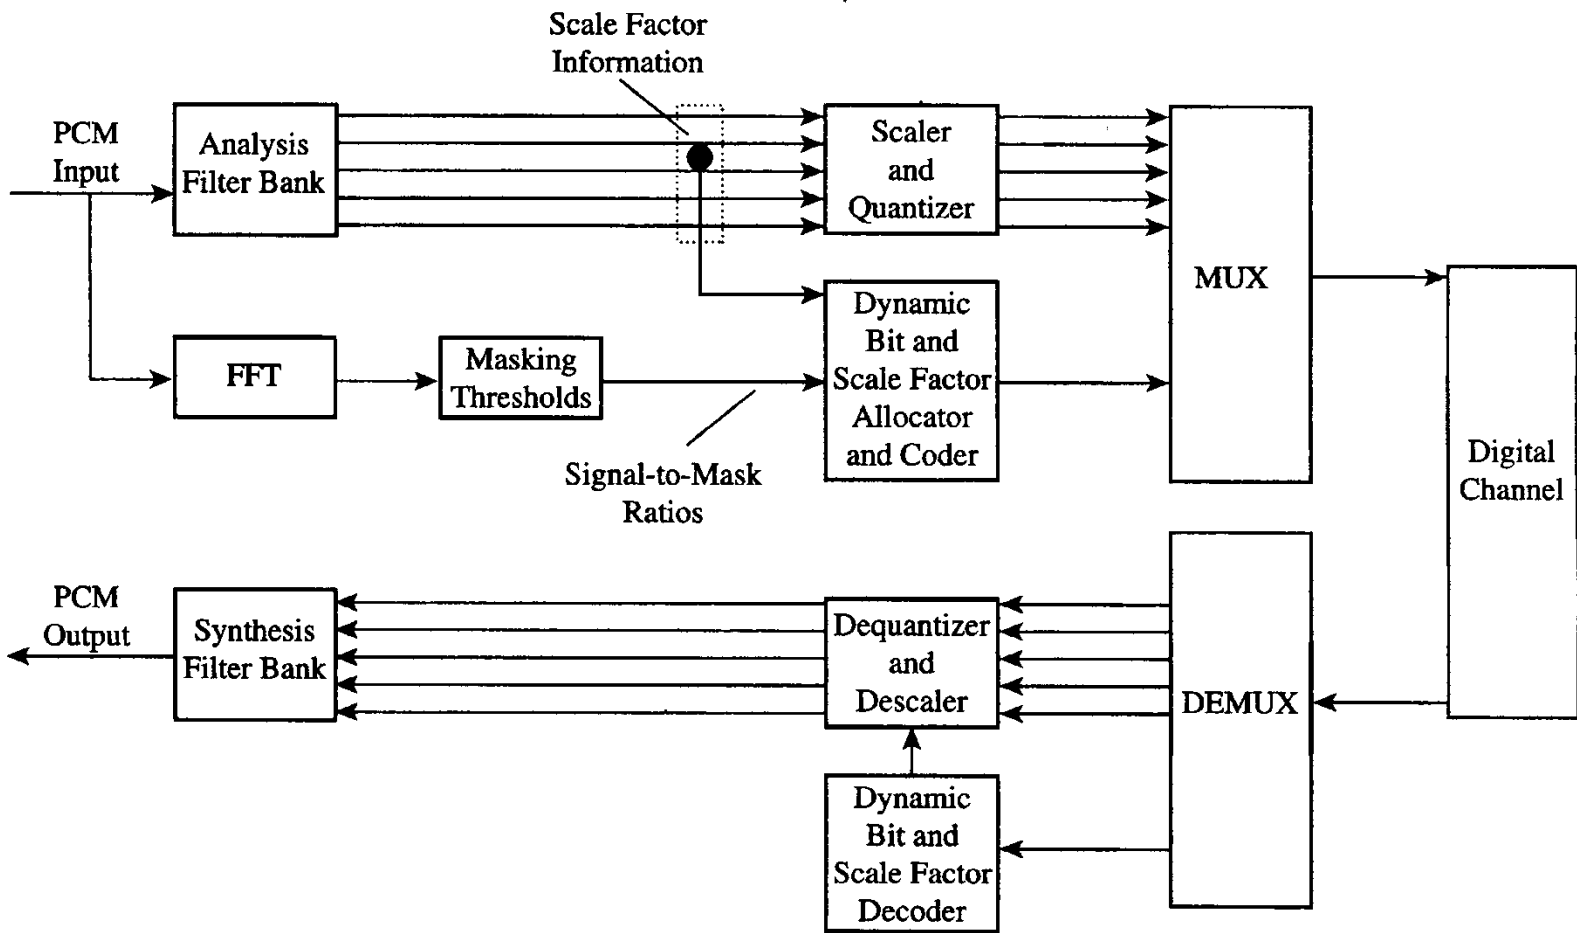 Scale Factor
Information
PCM
Input
Analysis
Filter Bank
Scaler
and
Quantizer
MUX
FFT
Masking
Thresholds
Dynamic
Bit and
Scale Factor
Allocator
and Coder
Signal-to-Mask
Ratios
Digital
Channel
PCM
Output
Synthesis
Filter Bank
Dequantizer
and
Descaler
DEMUX
Dynamic
Bit and
Scale Factor
Decoder